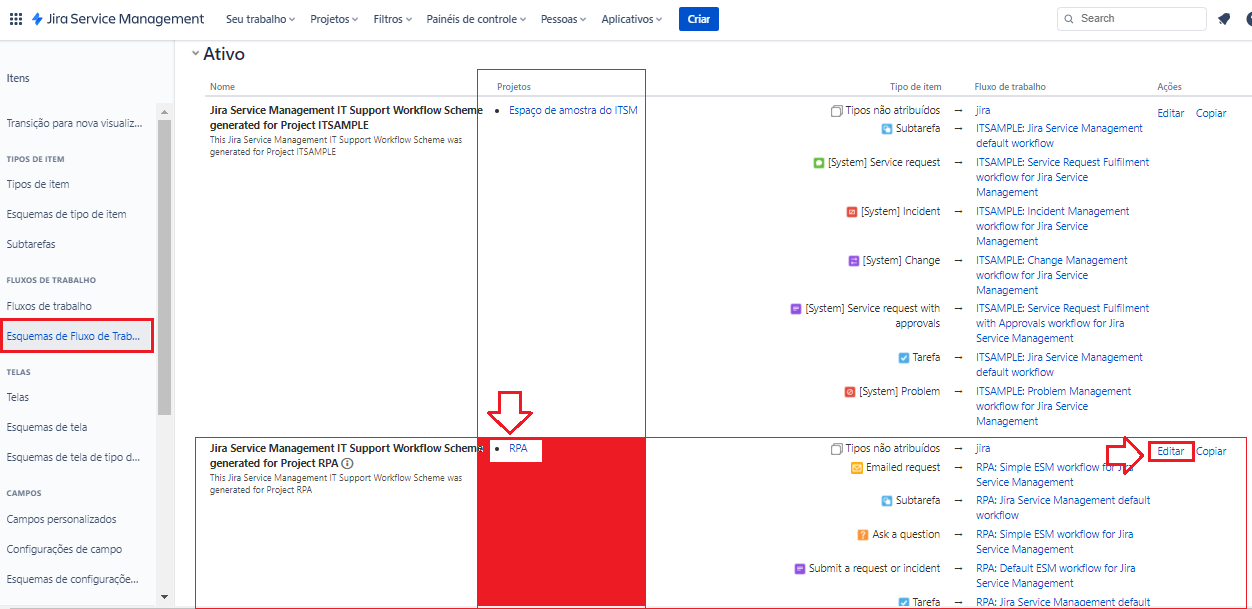 Jira Service Management
Seu trabalho
Projetos
Filtros
Painéis de controle
Pessoas
Aplicativos
Criar
Search
Itens
Transição para nova visualiz...
TIPOS DE ITEM
Tipos de item
Esquemas de tipo de item
Subtarefas
FLUXOS DE TRABALHO
Fluxos de trabalho
Esquemas de Fluxo de Trab...
TELAS
Telas
Esquemas de tela
Esquemas de tela de tipo d...
CAMPOS
Campos personalizados
Configurações de campo
Esquemas de configuraçõe...
Ativo
Nome
Projetos
Tipo de item
Fluxo de trabalho
Ações
Jira Service Management IT Support Workflow Scheme
generated for Project ITSAMPLE
This Jira Service Management IT Support Workflow Scheme was
generated for Project ITSAMPLE
• Espaço de amostra do ITSM
Tipos não atribuídos → jira
Subtarefa → ITSAMPLE: Jira Service Management
default workflow
[System] Service request → ITSAMPLE: Service Request Fulfilment
workflow for Jira Service
Management
[System] Incident → ITSAMPLE: Incident Management
workflow for Jira Service
Management
[System] Change → ITSAMPLE: Change Management
workflow for Jira Service
Management
[System] Service request with → ITSAMPLE: Service Request Fulfilment
approvals with Approvals workflow for Jira
Service Management
Tarefa → ITSAMPLE: Jira Service Management
default workflow
[System] Problem → ITSAMPLE: Problem Management
workflow for Jira Service
Management
Editar Copiar
Jira Service Management IT Support Workflow Scheme
generated for Project RPA
This Jira Service Management IT Support Workflow Scheme was
generated for Project RPA
• RPA
Tipos não atribuídos → jira
Emailed request → RPA: Simple ESM workflow for Jira
Service Management
Subtarefa → RPA: Jira Service Management default
workflow
Ask a question → RPA: Simple ESM workflow for Jira
Service Management
Submit a request or incident → RPA: Default ESM workflow for Jira
Service Management
Tarefa → RPA: Jira Service Management default
Editar Copiar